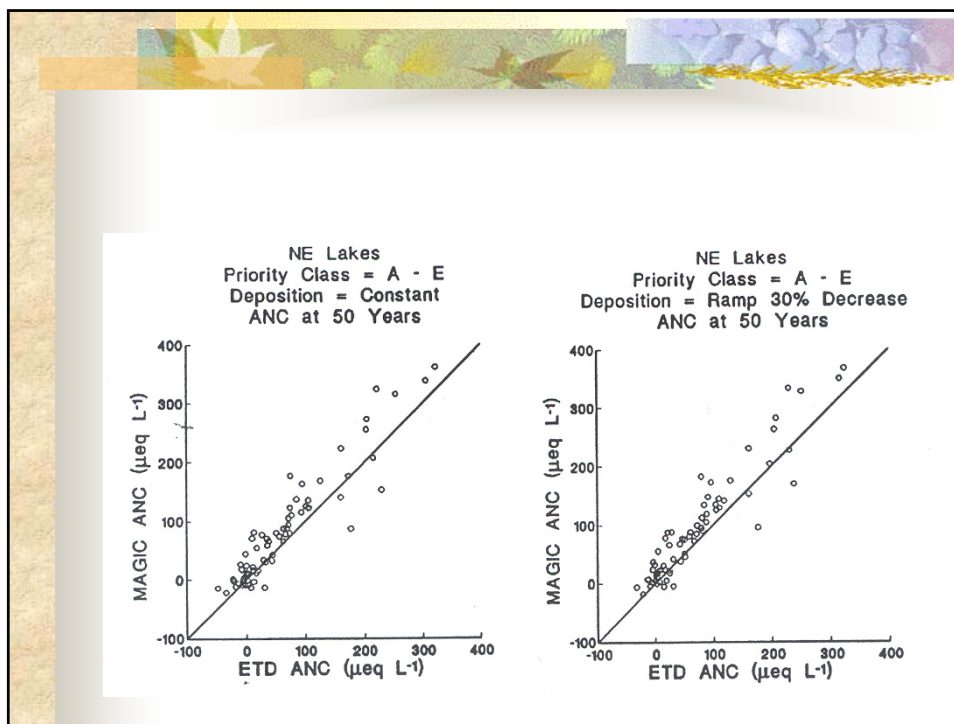 NE Lakes
Priority Class = A - E
Deposition = Constant
ANC at 50 Years
400
300
200
100
0
-100
-100 0 100 200 300 400
MAGIC ANC (μeq L-1)
ETD ANC (μeq L-1)
NE Lakes
Priority Class = A - E
Deposition = Ramp 30% Decrease
ANC at 50 Years
400
300
200
100
0
-100
-100 0 100 200 300 400
MAGIC ANC (μeq L-1)
ETD ANC (μeq L-1)